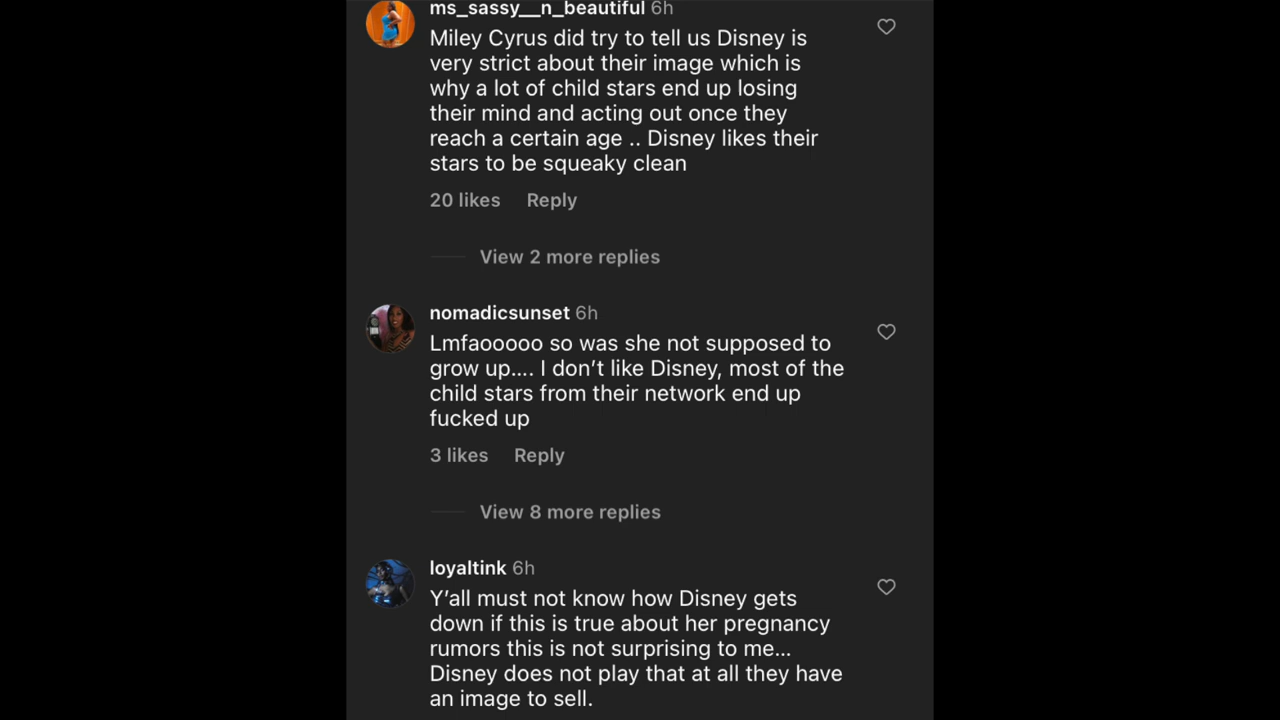 ms_sassy__n_beautiful 6h
Miley Cyrus did try to tell us Disney is
very strict about their image which is
why a lot of child stars end up losing
their mind and acting out once they
reach a certain age .. Disney likes their
stars to be squeaky clean
20 likes Reply
View 2 more replies
nomadicsunset 6h
Lmfaooooo so was she not supposed to
grow up.... I don’t like Disney, most of the
child stars from their network end up
fucked up
3 likes Reply
View 8 more replies
loyaltink 6h
Y’all must not know how Disney gets
down if this is true about her pregnancy
rumors this is not surprising to me...
Disney does not play that at all they have
an image to sell.